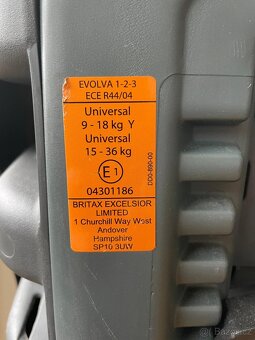 EVOLVA 1-2-3
ECE R44/04
Universal
9 - 18 kg Y
Universal
15 - 36 kg
E1
04301186
BRITAX EXCELSIOR
LIMITED
1 Churchill Way West
Andover
Hampshire
SP10 3UW